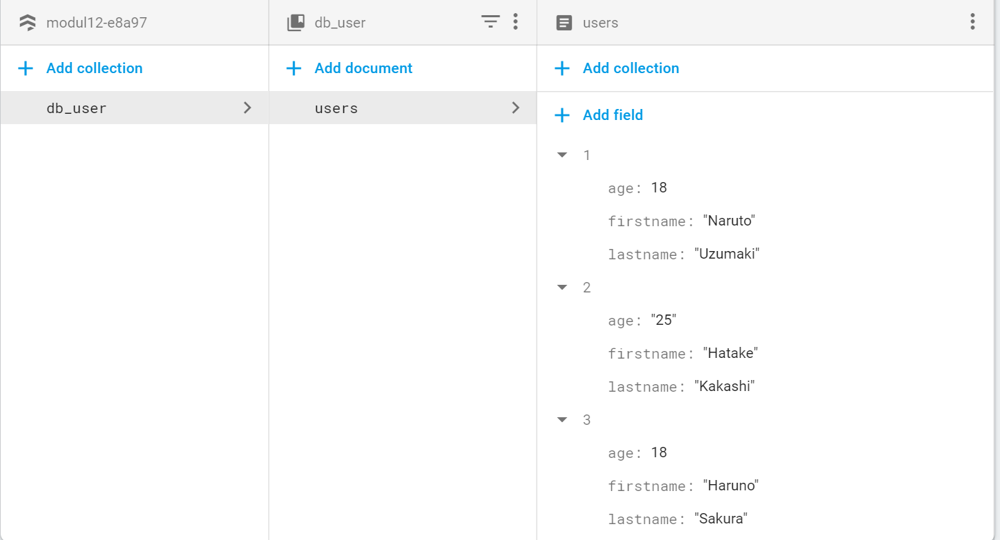 modul12-e8a97
db_user
users
Add collection
Add document
Add collection
db_user
users
Add field
1
age: 18
firstname: "Naruto"
lastname: "Uzumaki"
2
age: "25"
firstname: "Hatake"
lastname: "Kakashi"
3
age: 18
firstname: "Haruno"
lastname: "Sakura"